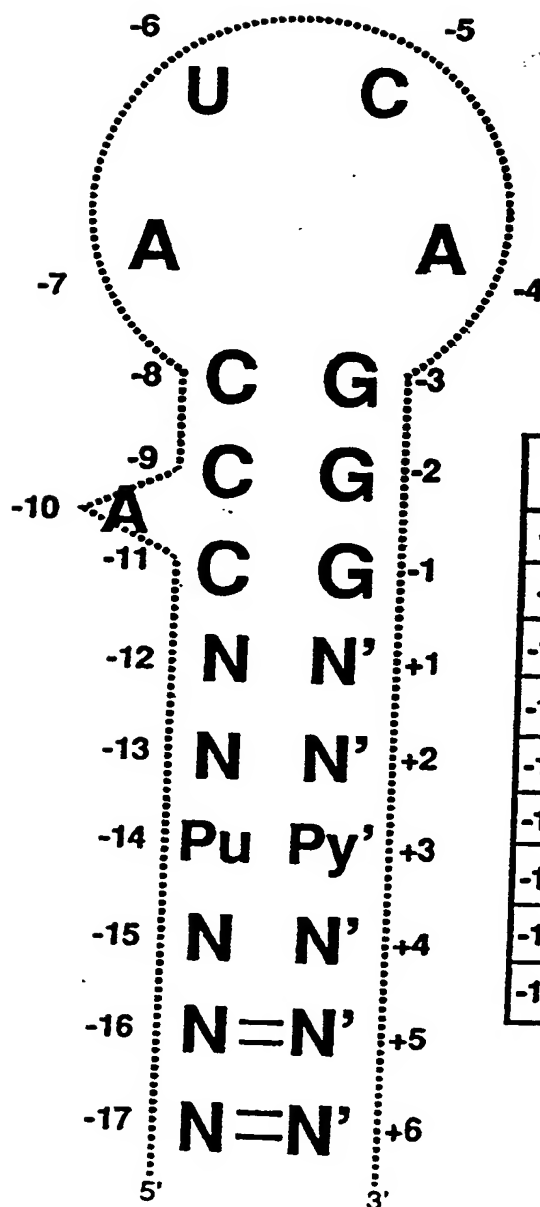 -6 -5
U C
A A
-7 -4
-8 C G -3
-9 C G -2
-10 A
-11 C G -1
-12 N N’ +1
-13 N N’ +2
-14 Pu Py’ +3
-15 N N’ +4
-16 N N’ +5
-17 N N’ +6
5' 3'